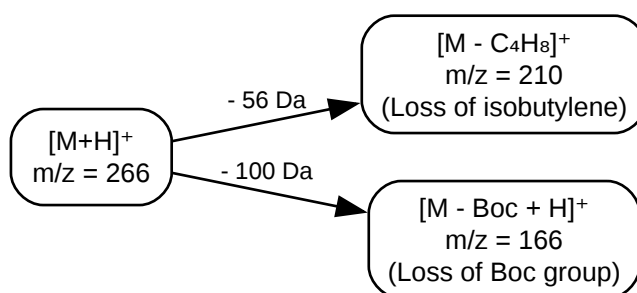 [M+H]⁺
m/z = 266
- 56 Da
[M - C₄H₈]⁺
m/z = 210
(Loss of isobutylene)
- 100 Da
[M - Boc + H]⁺
m/z = 166
(Loss of Boc group)